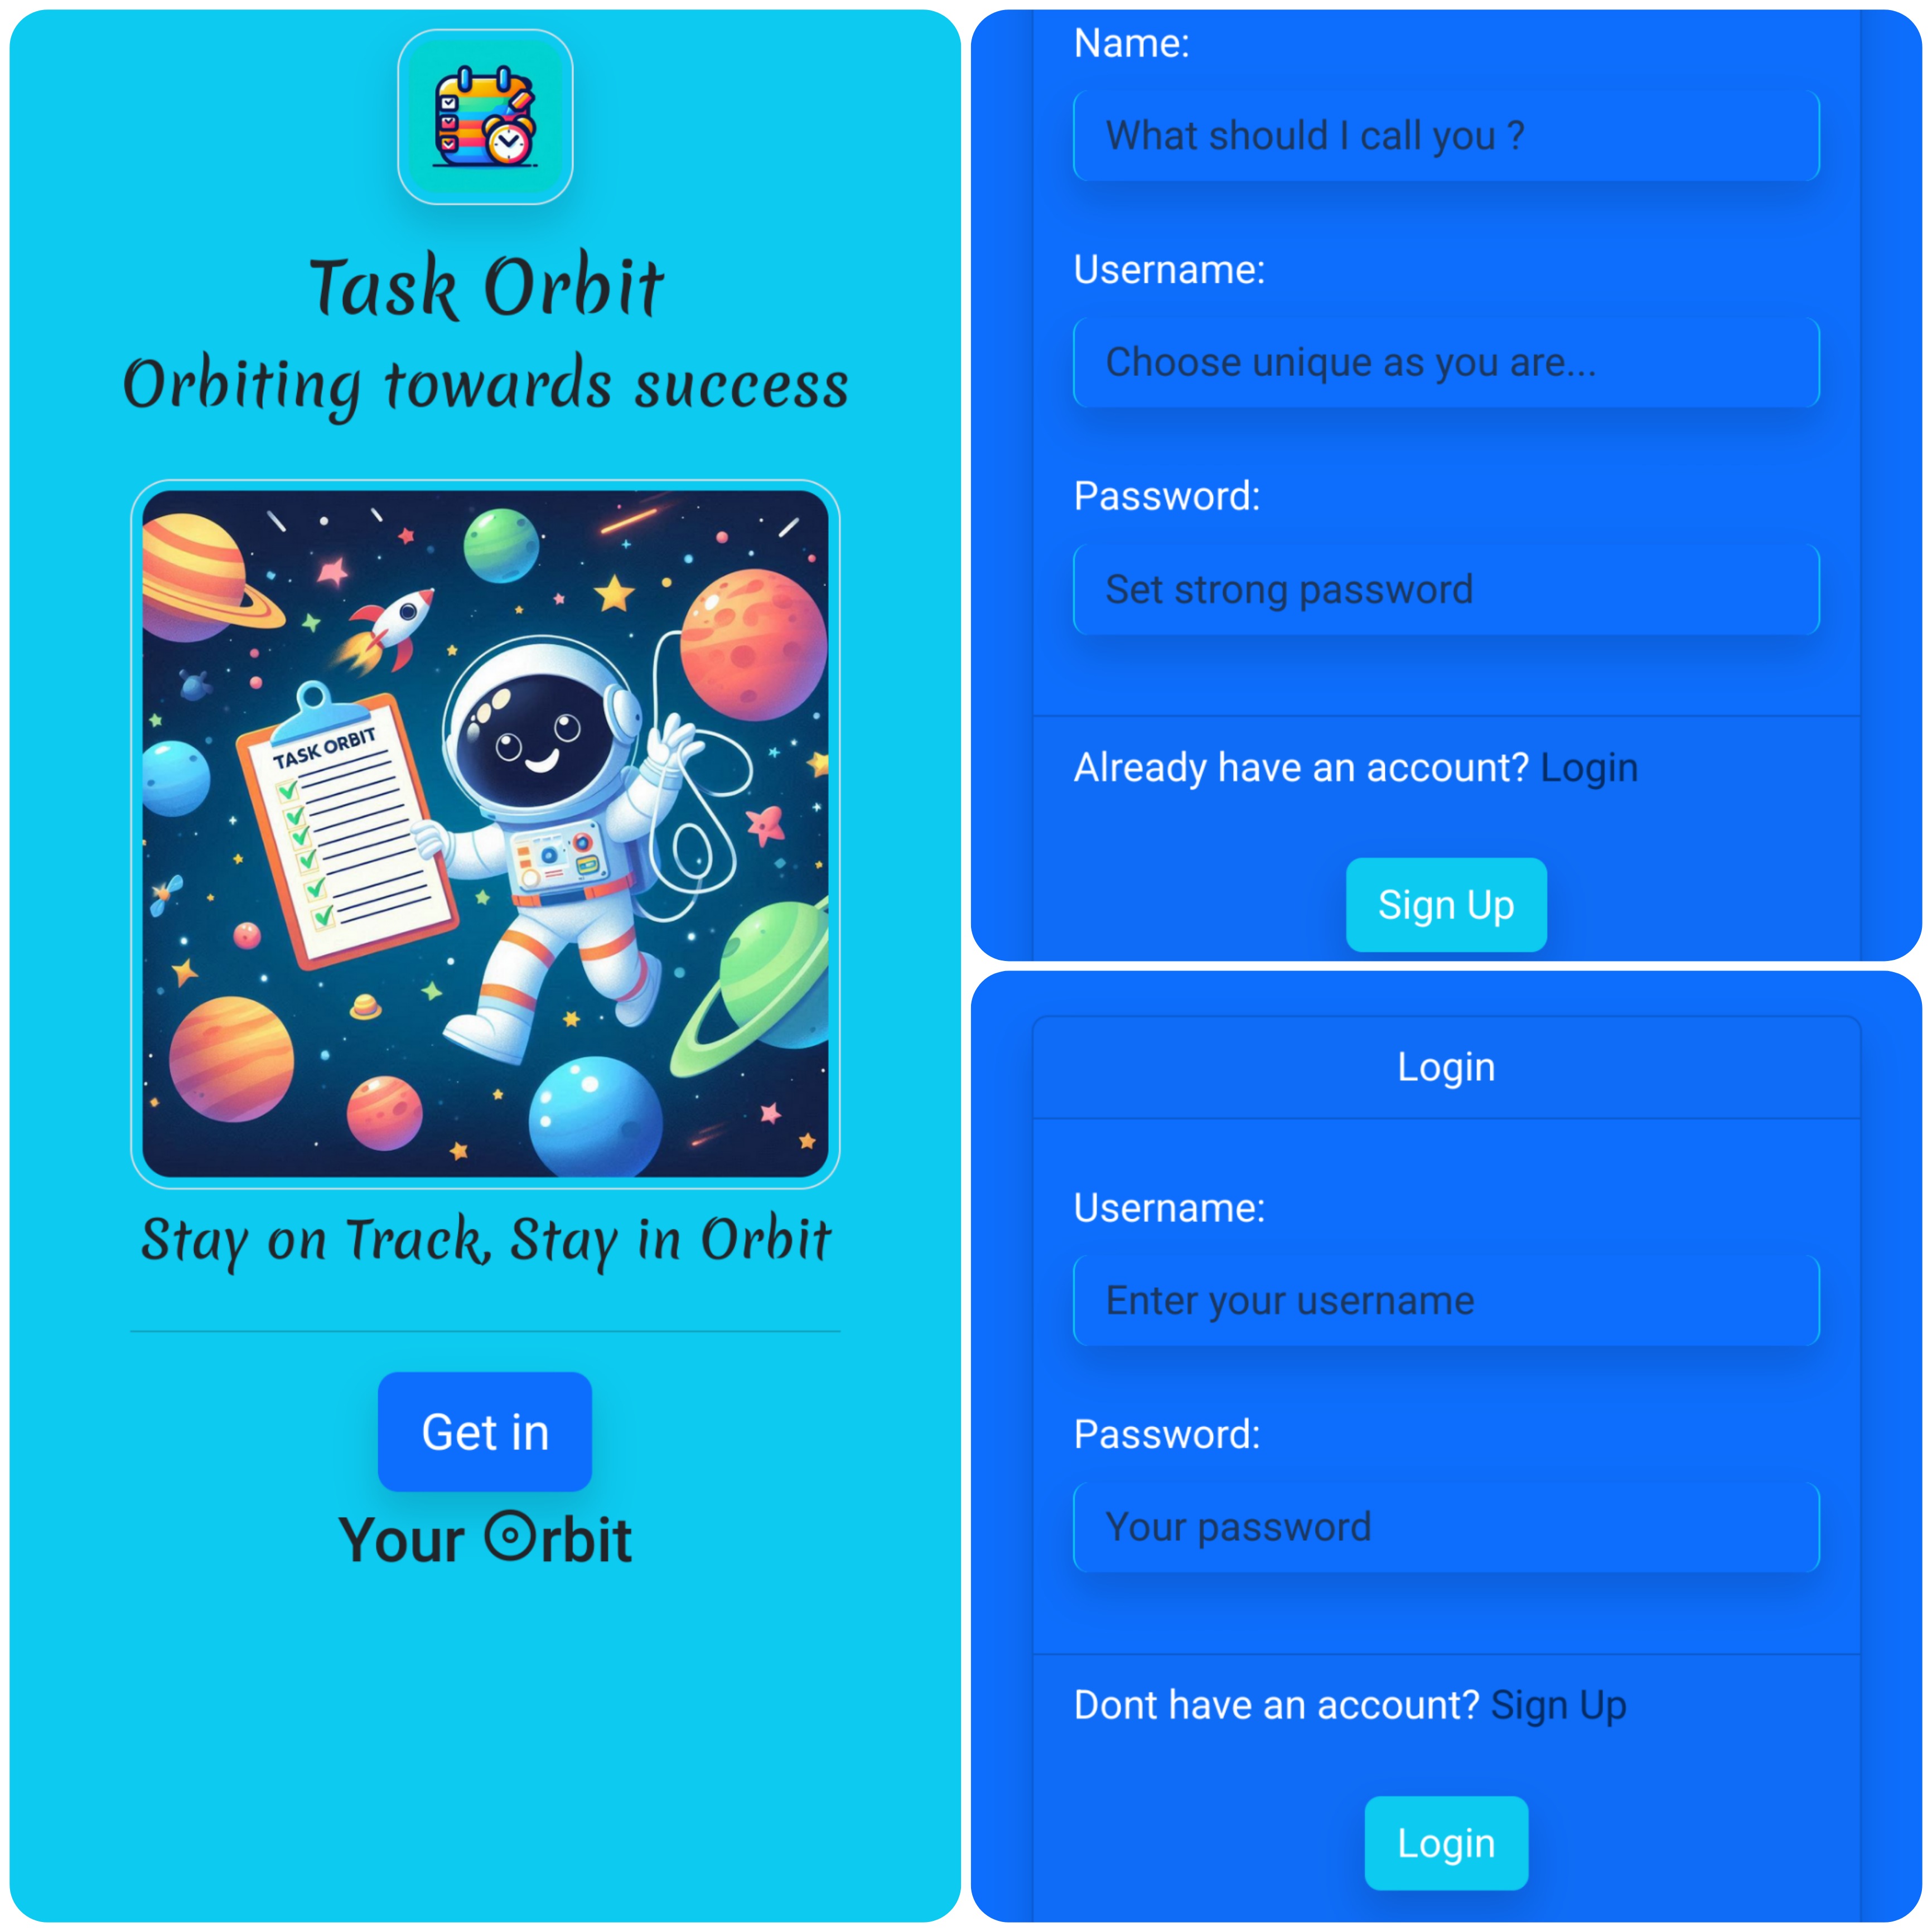 Task Orbit
Orbiting towards success
TASK ORBIT
Stay on Track, Stay in Orbit
Get in
Your Orbit
Name:
What should I call you ?
Username:
Choose unique as you are...
Password:
Set strong password
Already have an account? Login
Sign Up
Login
Username:
Enter your username
Password:
Your password
Dont have an account? Sign Up
Login